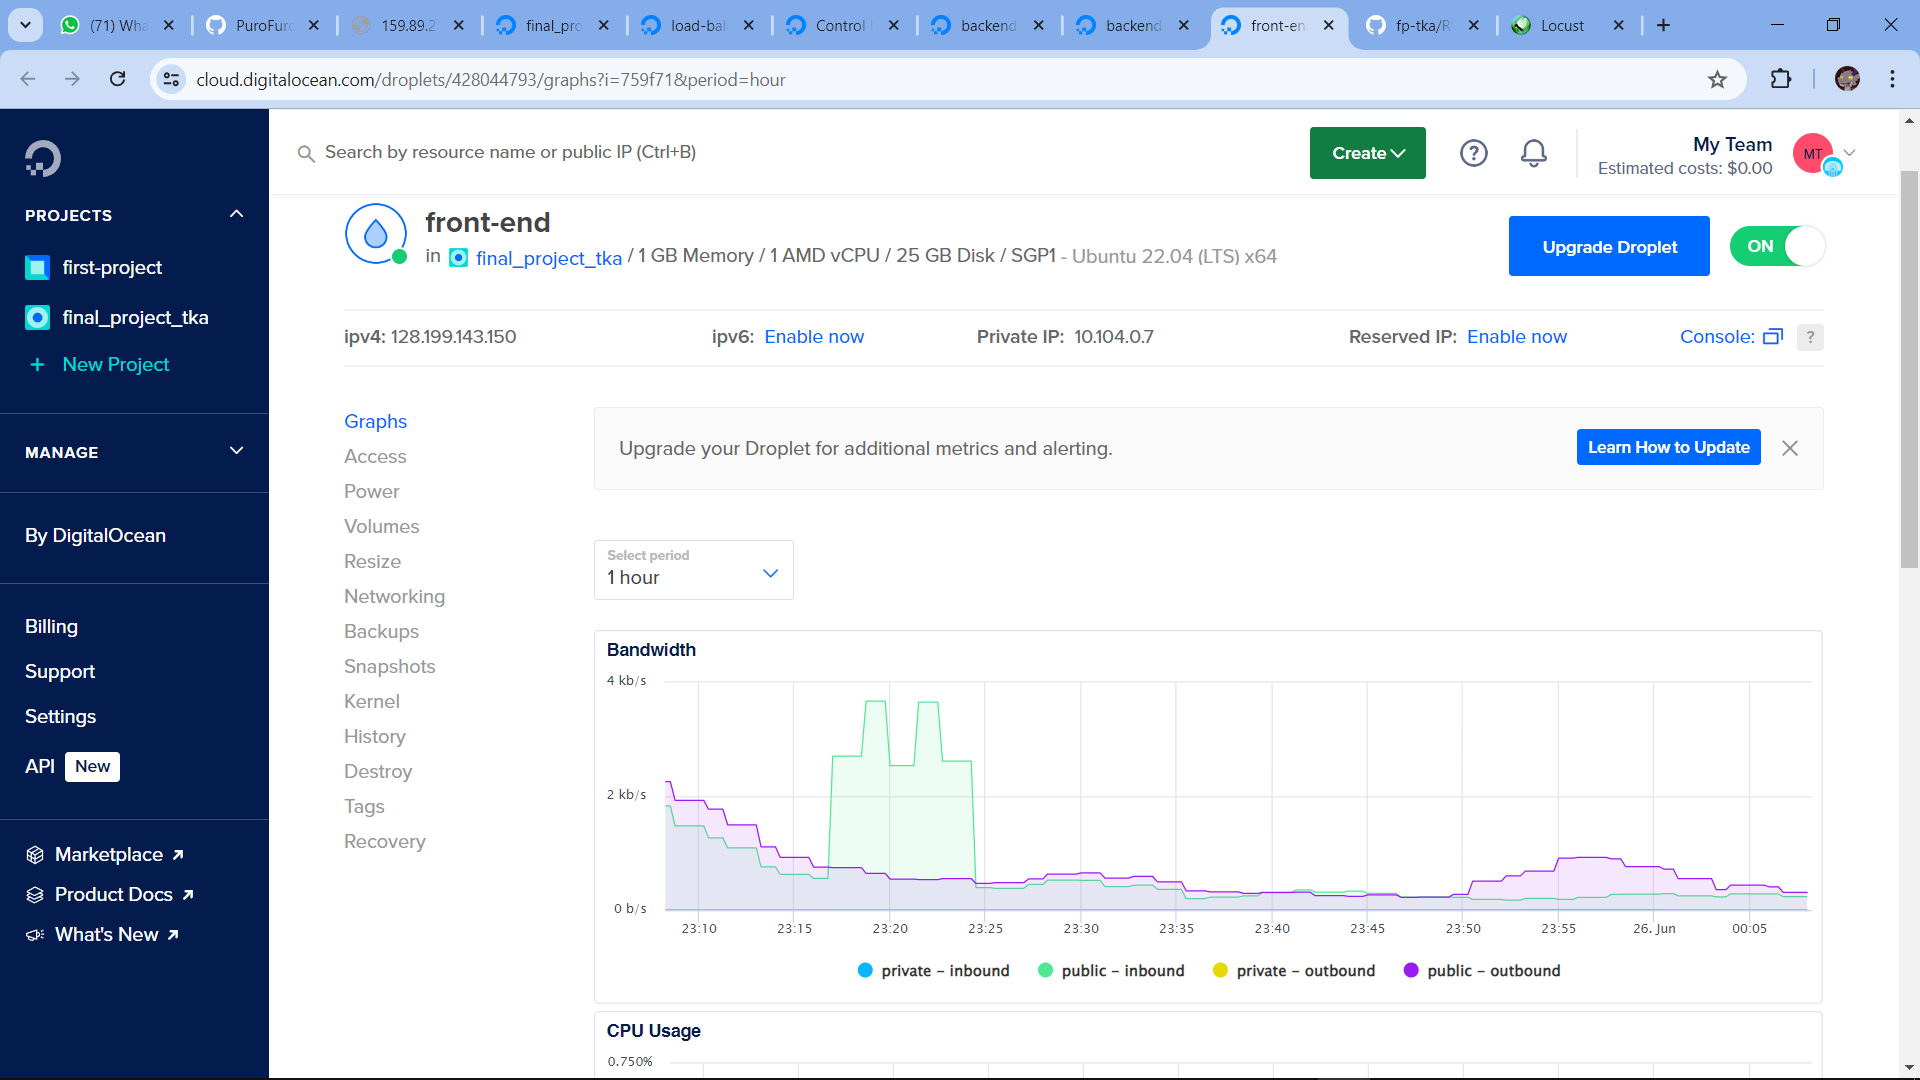 (71) Wha
PuroFuro
159.89.2
final_pro
load-bal
Control
backend
backend
front-en
fp-tka/R
Locust
cloud.digitalocean.com/droplets/428044793/graphs?i=759f71&period=hour
Search by resource name or public IP (Ctrl+B)
Create
?
My Team
Estimated costs: $0.00
MT
PROJECTS
first-project
final_project_tka
+ New Project
MANAGE
By DigitalOcean
Billing
Support
Settings
API New
Marketplace
Product Docs
What's New
front-end
in final_project_tka / 1 GB Memory / 1 AMD vCPU / 25 GB Disk / SGP1 - Ubuntu 22.04 (LTS) x64
Upgrade Droplet
ON
ipv4: 128.199.143.150
ipv6: Enable now
Private IP: 10.104.0.7
Reserved IP: Enable now
Console: ?
Graphs
Access
Power
Volumes
Resize
Networking
Backups
Snapshots
Kernel
History
Destroy
Tags
Recovery
Upgrade your Droplet for additional metrics and alerting.
Learn How to Update
Select period
1 hour
Bandwidth
4 kb/s
2 kb/s
0 b/s
23:10 23:15 23:20 23:25 23:30 23:35 23:40 23:45 23:50 23:55 26. Jun 00:05
private – inbound public – inbound private – outbound public – outbound
CPU Usage
0.750%